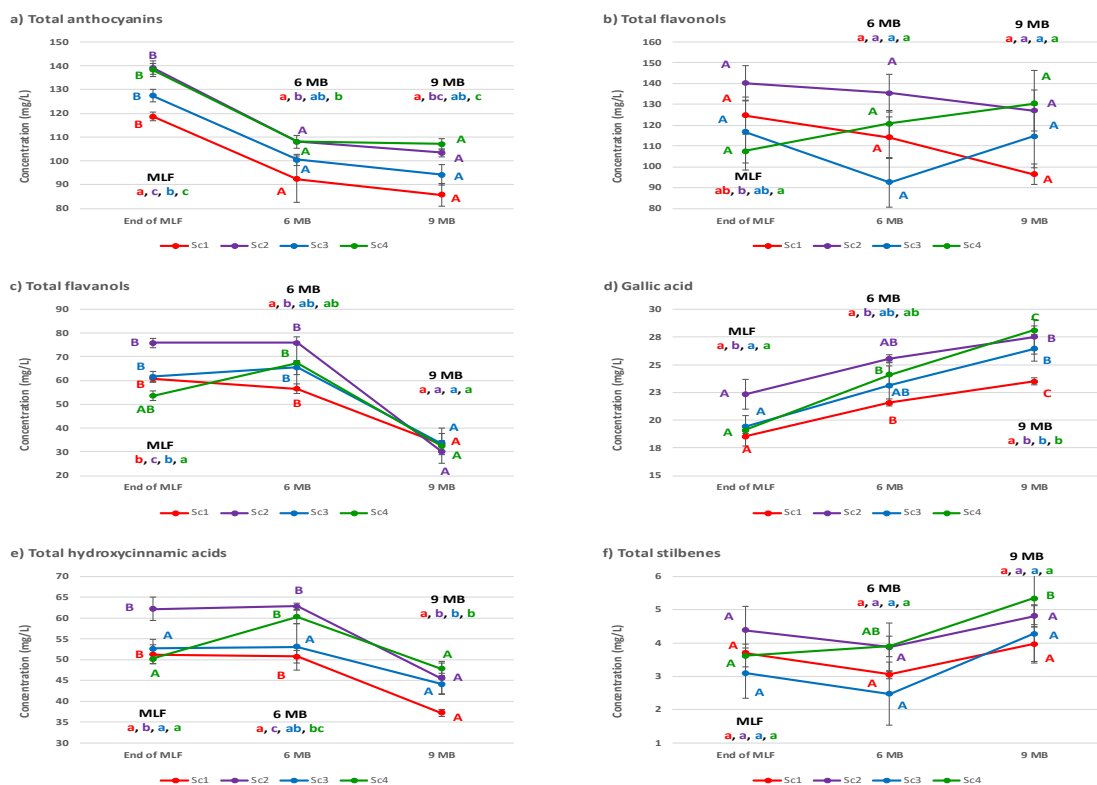 a) Total anthocyanins
Concentration (mg/L)
150
140
130
120
110
100
90
80
B
B
B
B
MLF
a, c, b, c
6 MB
a, b, ab, b
A
A
A
A
9 MB
a, bc, ab, c
A
A
A
A
End of MLF 6 MB 9 MB
Sc1 Sc2 Sc3 Sc4
b) Total flavonols
Concentration (mg/L)
160
150
140
130
120
110
100
90
80
A
A
A
A
MLF
ab, b, ab, a
6 MB
a, a, a, a
A
A
A
A
9 MB
a, a, a, a
A
A
A
A
End of MLF 6 MB 9 MB
Sc1 Sc2 Sc3 Sc4
c) Total flavanols
Concentration (mg/L)
90
80
70
60
50
40
30
20
B
B
B
AB
MLF
b, c, b, a
6 MB
a, b, ab, ab
B
B
B
B
9 MB
a, a, a, a
A
A
A
A
End of MLF 6 MB 9 MB
Sc1 Sc2 Sc3 Sc4
d) Gallic acid
Concentration (mg/L)
30
28
25
23
20
18
15
MLF
a, b, a, a
A
A
A
A
6 MB
a, b, ab, ab
AB
B
AB
B
C
B
B
C
9 MB
a, b, b, b
End of MLF 6 MB 9 MB
Sc1 Sc2 Sc3 Sc4
e) Total hydroxycinnamic acids
Concentration (mg/L)
70
65
60
55
50
45
40
35
30
B
A
B
A
MLF
a, b, a, a
B
B
A
B
6 MB
a, c, ab, bc
9 MB
a, b, b, b
A
A
A
A
End of MLF 6 MB 9 MB
Sc1 Sc2 Sc3 Sc4
f) Total stilbenes
Concentration (mg/L)
6
5
4
3
2
1
A
A
A
A
MLF
a, a, a, a
6 MB
a, a, a, a
AB
A
A
A
9 MB
a, a, a, a
B
A
A
A
End of MLF 6 MB 9 MB
Sc1 Sc2 Sc3 Sc4